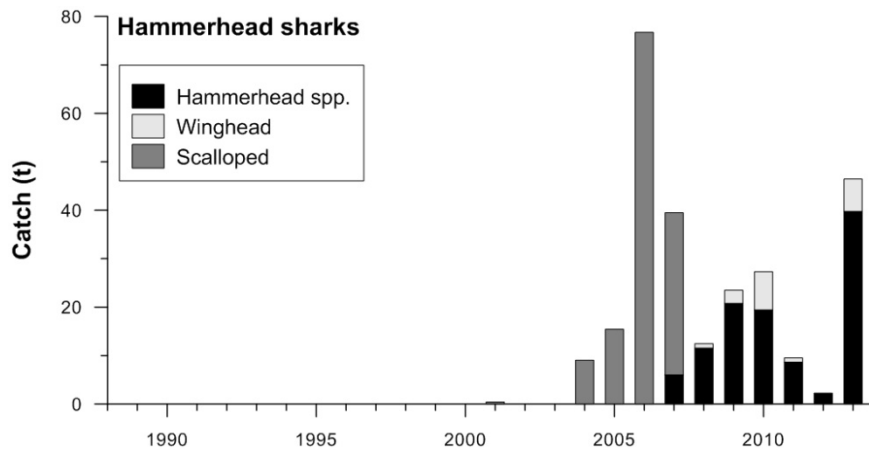 Hammerhead sharks
Hammerhead spp.
Winghead
Scalloped
Catch (t)
80
60
40
20
0
1990 1995 2000 2005 2010